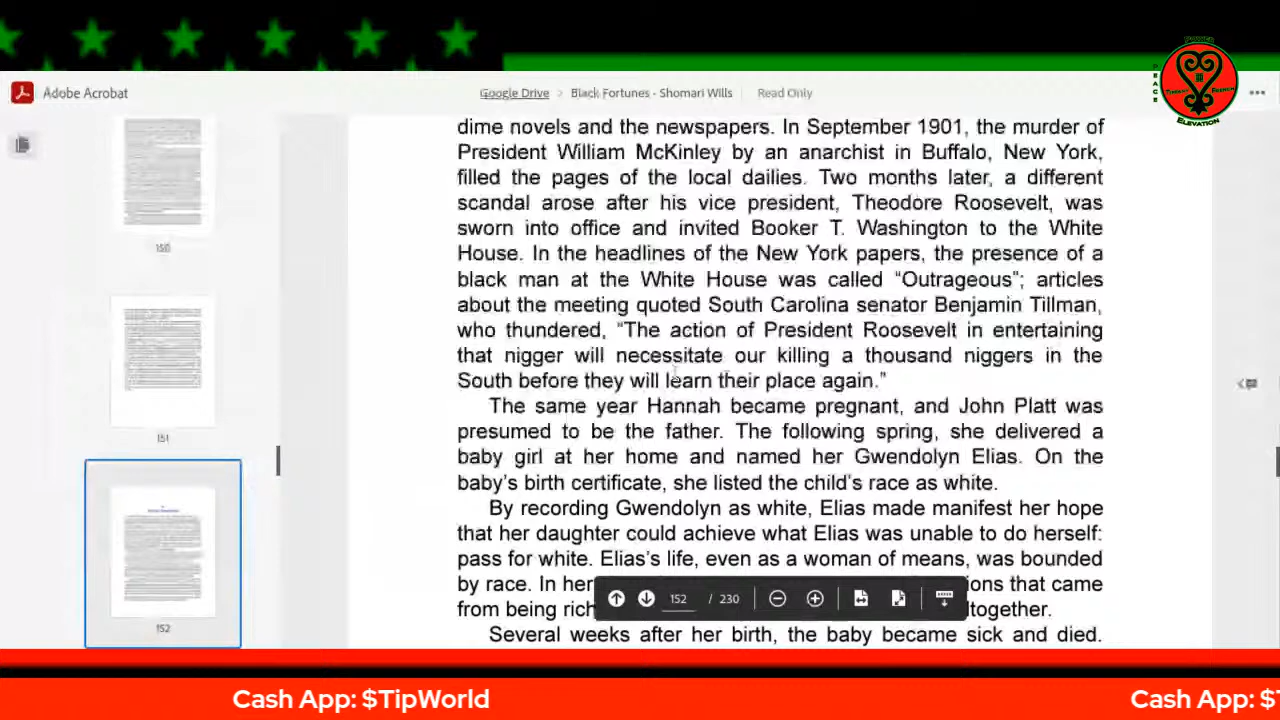 Adobe Acrobat
Google Drive > Black Fortunes - Shomari Wills Read Only
POWER
PEACE
ELEVATION
150
151
152
dime novels and the newspapers. In September 1901, the murder of
President William McKinley by an anarchist in Buffalo, New York,
filled the pages of the local dailies. Two months later, a different
scandal arose after his vice president, Theodore Roosevelt, was
sworn into office and invited Booker T. Washington to the White
House. In the headlines of the New York papers, the presence of a
black man at the White House was called “Outrageous”; articles
about the meeting quoted South Carolina senator Benjamin Tillman,
who thundered, “The action of President Roosevelt in entertaining
that nigger will necessitate our killing a thousand niggers in the
South before they will learn their place again.”
The same year Hannah became pregnant, and John Platt was
presumed to be the father. The following spring, she delivered a
baby girl at her home and named her Gwendolyn Elias. On the
baby’s birth certificate, she listed the child’s race as white.
By recording Gwendolyn as white, Elias made manifest her hope
that her daughter could achieve what Elias was unable to do herself:
pass for white. Elias’s life, even as a woman of means, was bounded
by race. In her ions that came
from being rich together.
Several weeks after her birth, the baby became sick and died.
152 / 230
Cash App: $TipWorld Cash App: $T